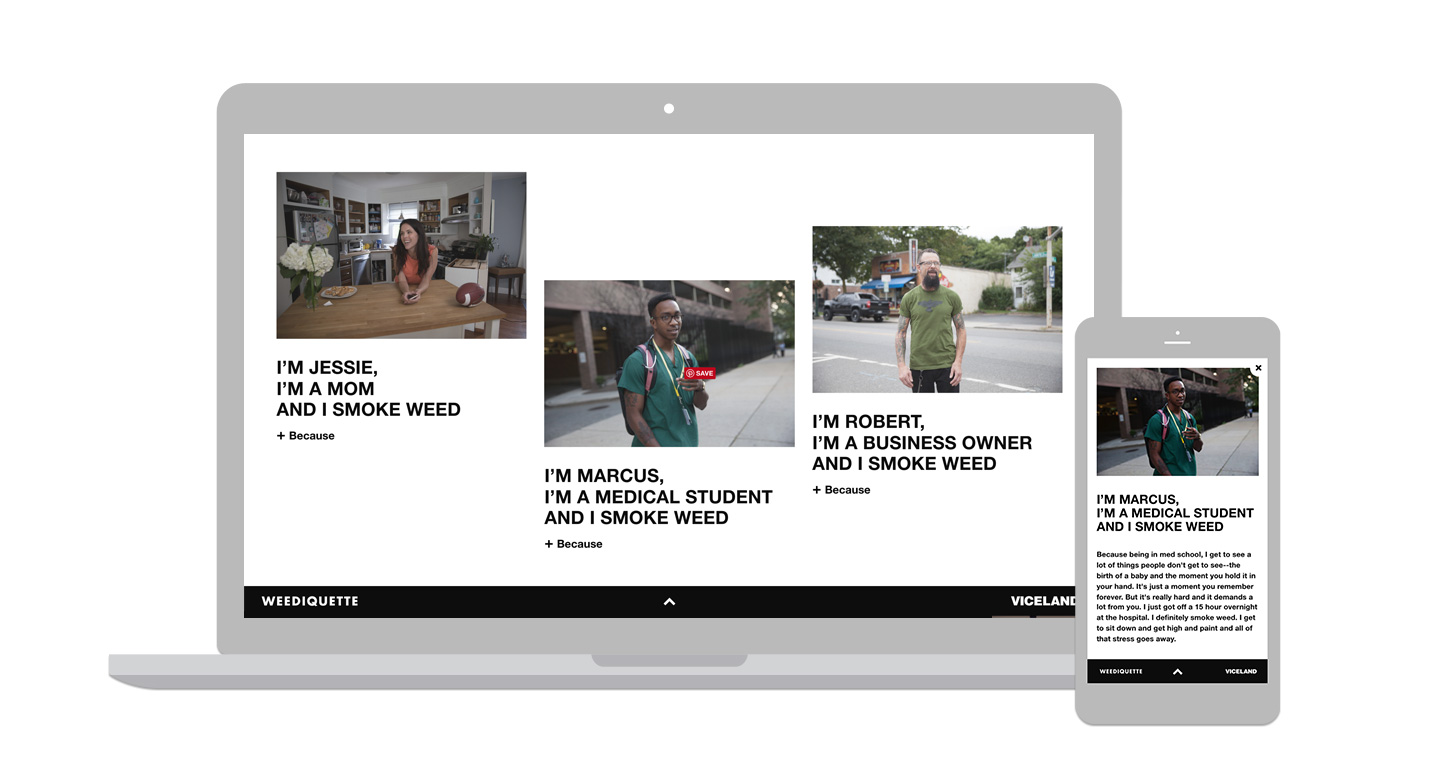 I'M JESSIE,
I'M A MOM
AND I SMOKE WEED
+ Because
SAVE
I'M MARCUS,
I'M A MEDICAL STUDENT
AND I SMOKE WEED
+ Because
I'M ROBERT,
I'M A BUSINESS OWNER
AND I SMOKE WEED
+ Because
WEEDIQUETTE
VICELAND
I'M MARCUS,
I'M A MEDICAL STUDENT
AND I SMOKE WEED
Because being in med school, I get to see a
lot of things people don't get to see--the
birth of a baby and the moment you hold it in
your hand. It's just a moment you remember
forever. But it's really hard and it demands a
lot from you. I just got off a 15 hour overnight
at the hospital. I definitely smoke weed. I get
to sit down and get high and paint and all of
that stress goes away.
WEEDIQUETTE
VICELAND